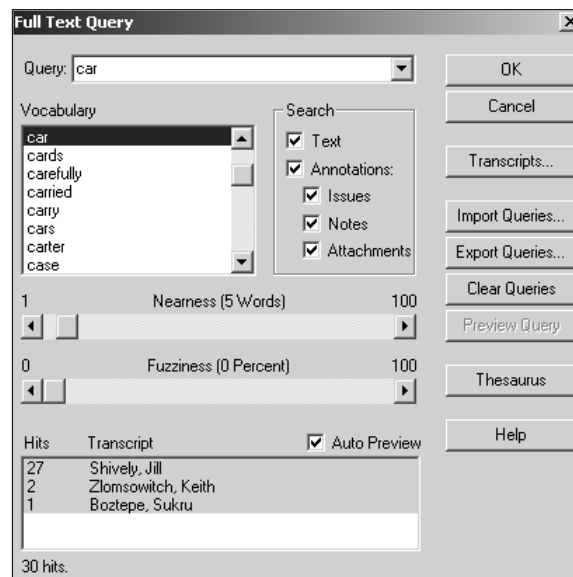 Full Text Query
Query: car
OK
Vocabulary
Search
Cancel
car
cards
carefully
carried
carry
cars
carter
case
Text
Annotations:
Issues
Notes
Attachments
Transcripts...
Import Queries...
Export Queries...
Clear Queries
Preview Query
1 Nearness (5 Words) 100
0 Fuzziness (0 Percent) 100
Thesaurus
Help
Hits Transcript Auto Preview
27 Shively, Jill
2 Zlomsowitch, Keith
1 Boztepe, Sukru
30 hits.